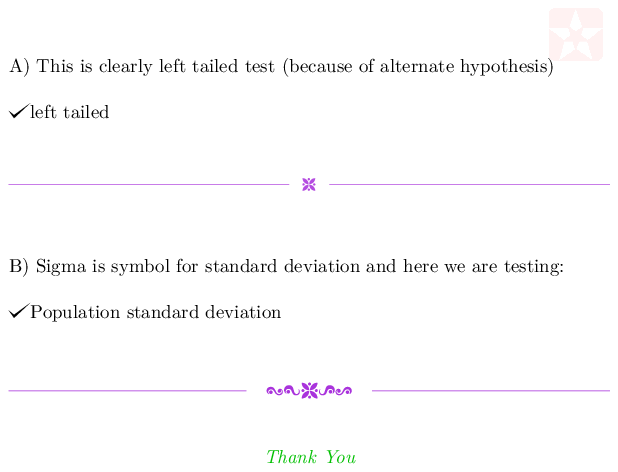 A) This is clearly left tailed test (because of alternate hypothesis)
✓left tailed
B) Sigma is symbol for standard deviation and here we are testing:
✓Population standard deviation
Thank You